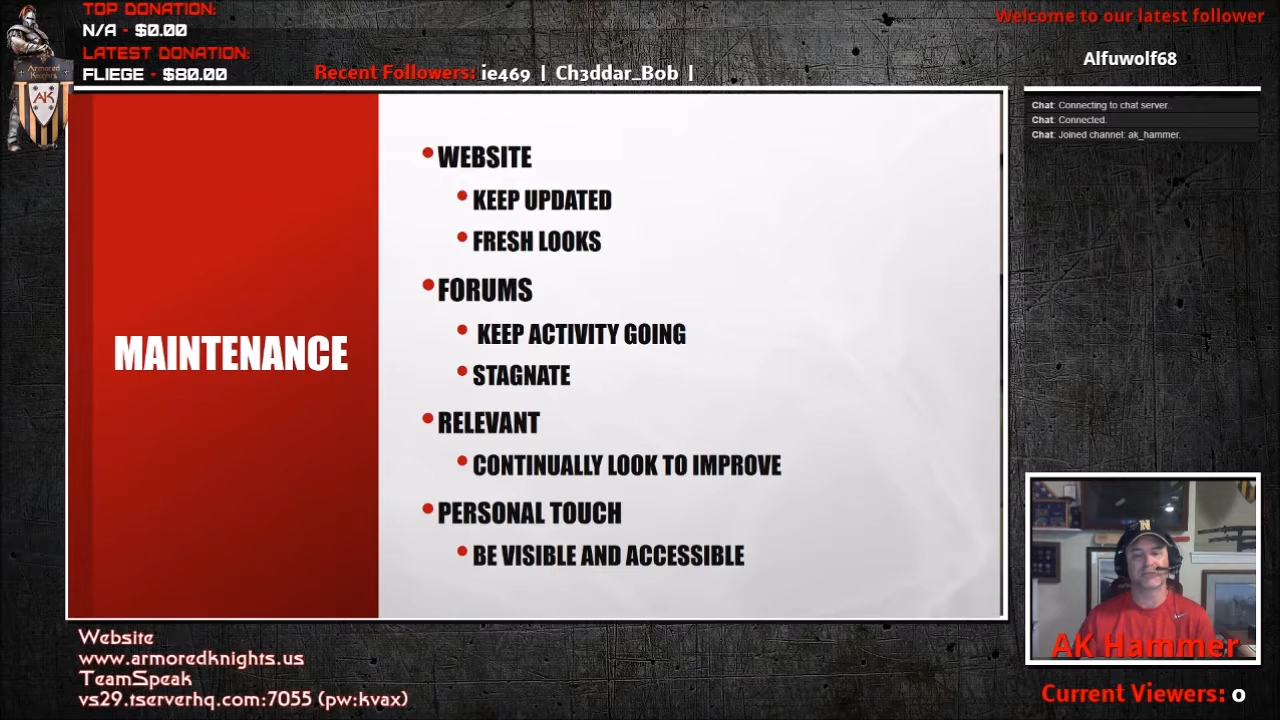 TOP DONATION:
N/A - $0.00
LATEST DONATION:
FLIEGE - $80.00
Recent Followers: ie469 | Ch3ddar_Bob |
Welcome to our latest follower
Alfuwolf68
Armored
Knights
AK
Chat: Connecting to chat server.
Chat: Connected.
Chat: Joined channel: ak_hammer.
MAINTENANCE
•WEBSITE
•KEEP UPDATED
•FRESH LOOKS
•FORUMS
• KEEP ACTIVITY GOING
•STAGNATE
•RELEVANT
•CONTINUALLY LOOK TO IMPROVE
•PERSONAL TOUCH
•BE VISIBLE AND ACCESSIBLE
N
AK Hammer
Current Viewers: 0
Website
www.armoredknights.us
TeamSpeak
vs29.tserverhq.com:7055 (pw:kvax)